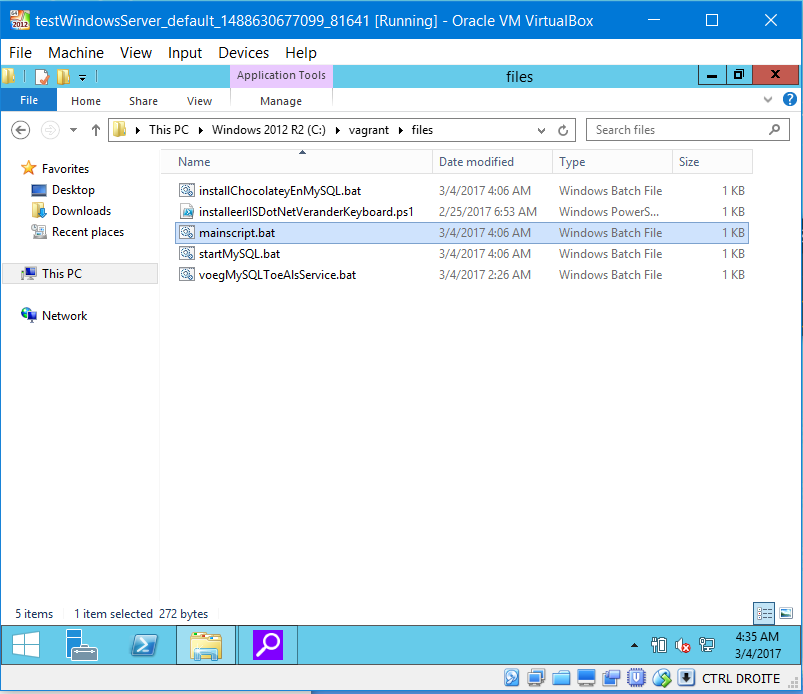 testWindowsServer_default_1488630677099_81641 [Running] - Oracle VM VirtualBox
File Machine View Input Devices Help
Application Tools files
File Home Share View Manage
This PC Windows 2012 R2 (C:) vagrant files Search files
Name Date modified Type Size
Favorites
Desktop
Downloads
Recent places
This PC
Network
installChocolateyEnMySQL.bat 3/4/2017 4:06 AM Windows Batch File 1 KB
installeerIISDotNetVeranderKeyboard.ps1 2/25/2017 6:53 AM Windows PowerS... 1 KB
mainscript.bat 3/4/2017 4:06 AM Windows Batch File 1 KB
startMySQL.bat 3/4/2017 4:06 AM Windows Batch File 1 KB
voegMySQLToeAlsService.bat 3/4/2017 2:26 AM Windows Batch File 1 KB
5 items 1 item selected 272 bytes
4:35 AM
3/4/2017
CTRL DROITE